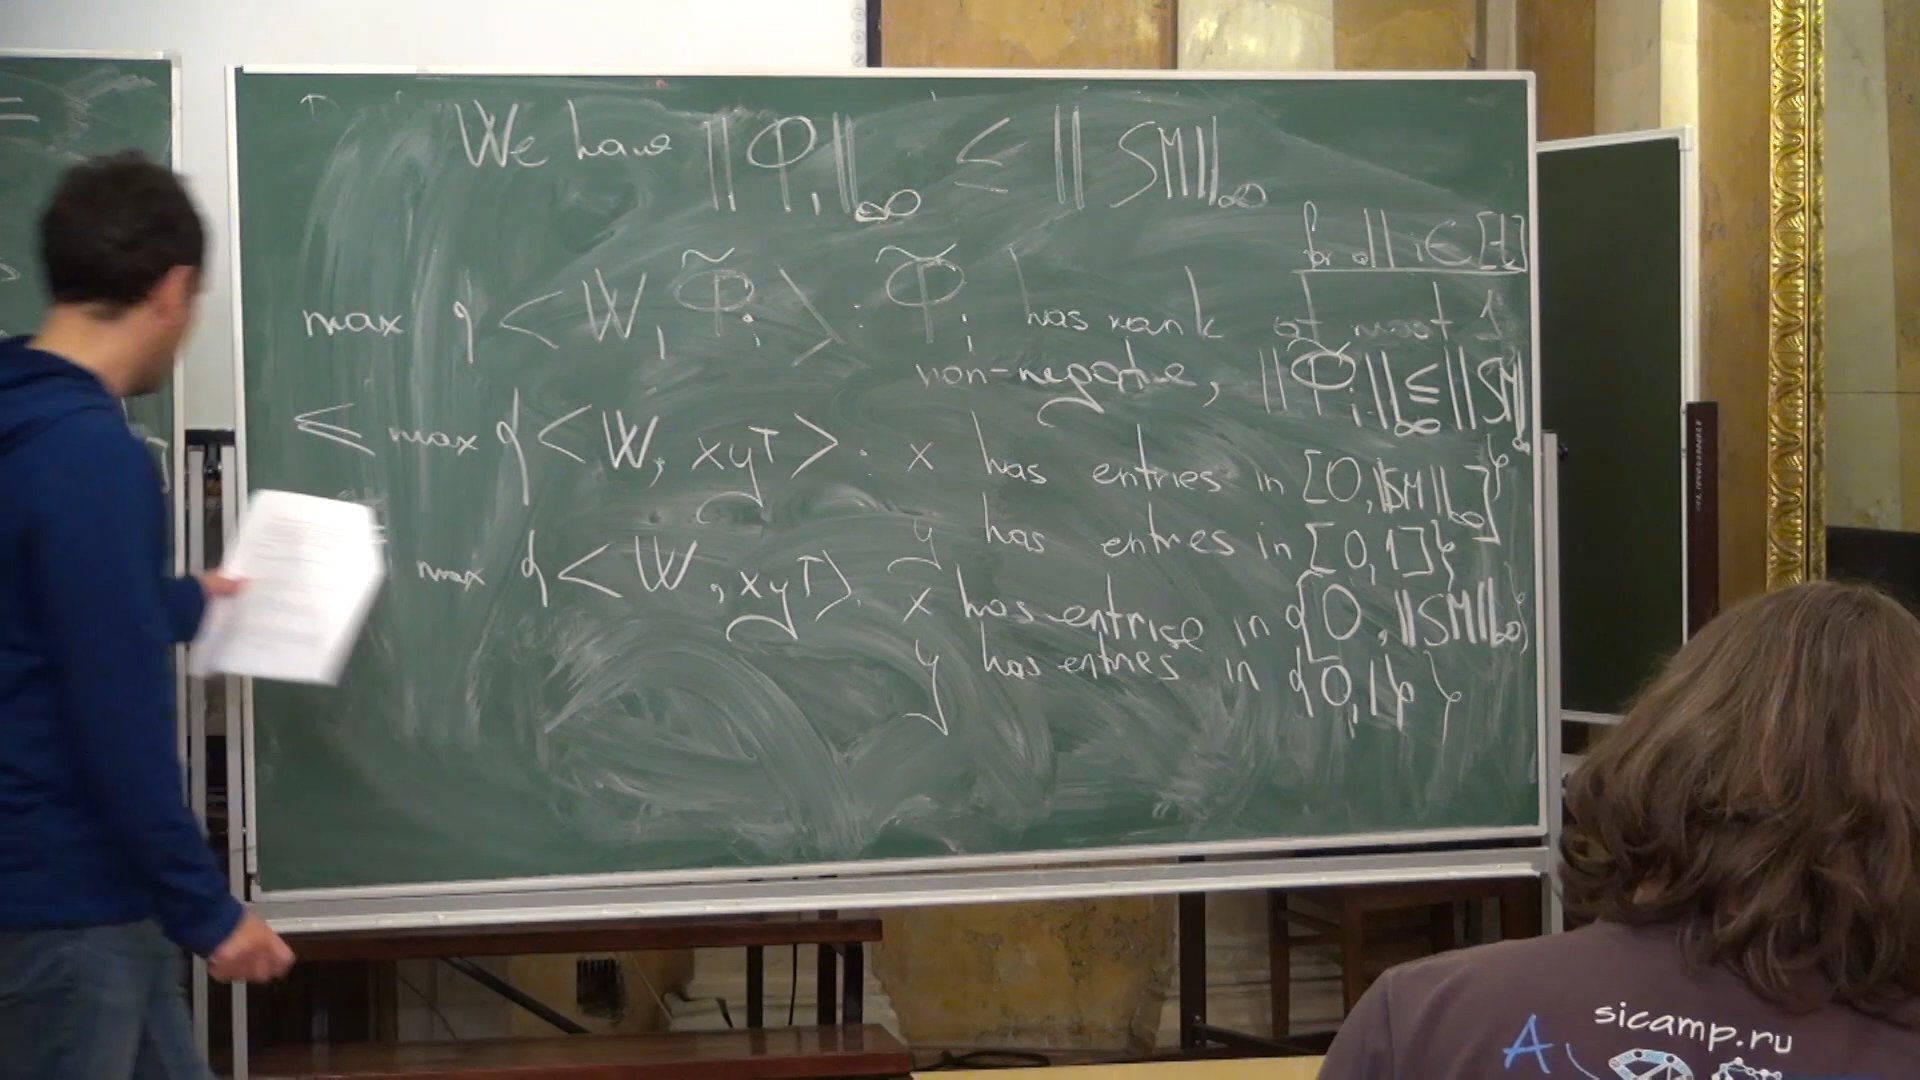 We have ||Φ_i||_∞ ≤ ||SM||_∞
for all i ∈ [t]
max { <W, Φ̃_i> : Φ̃_i has rank at most 1
non-negative, ||Φ̃_i||_∞ ≤ ||SM||_∞ }
≤ max { <W, xy^T> : x has entries in [0, ||SM||_∞]
y has entries in [0,1] }
= max { <W, xy^T> : x has entrise in {0, ||SM||_∞}
y has entries in {0,1} }
sicamp.ru